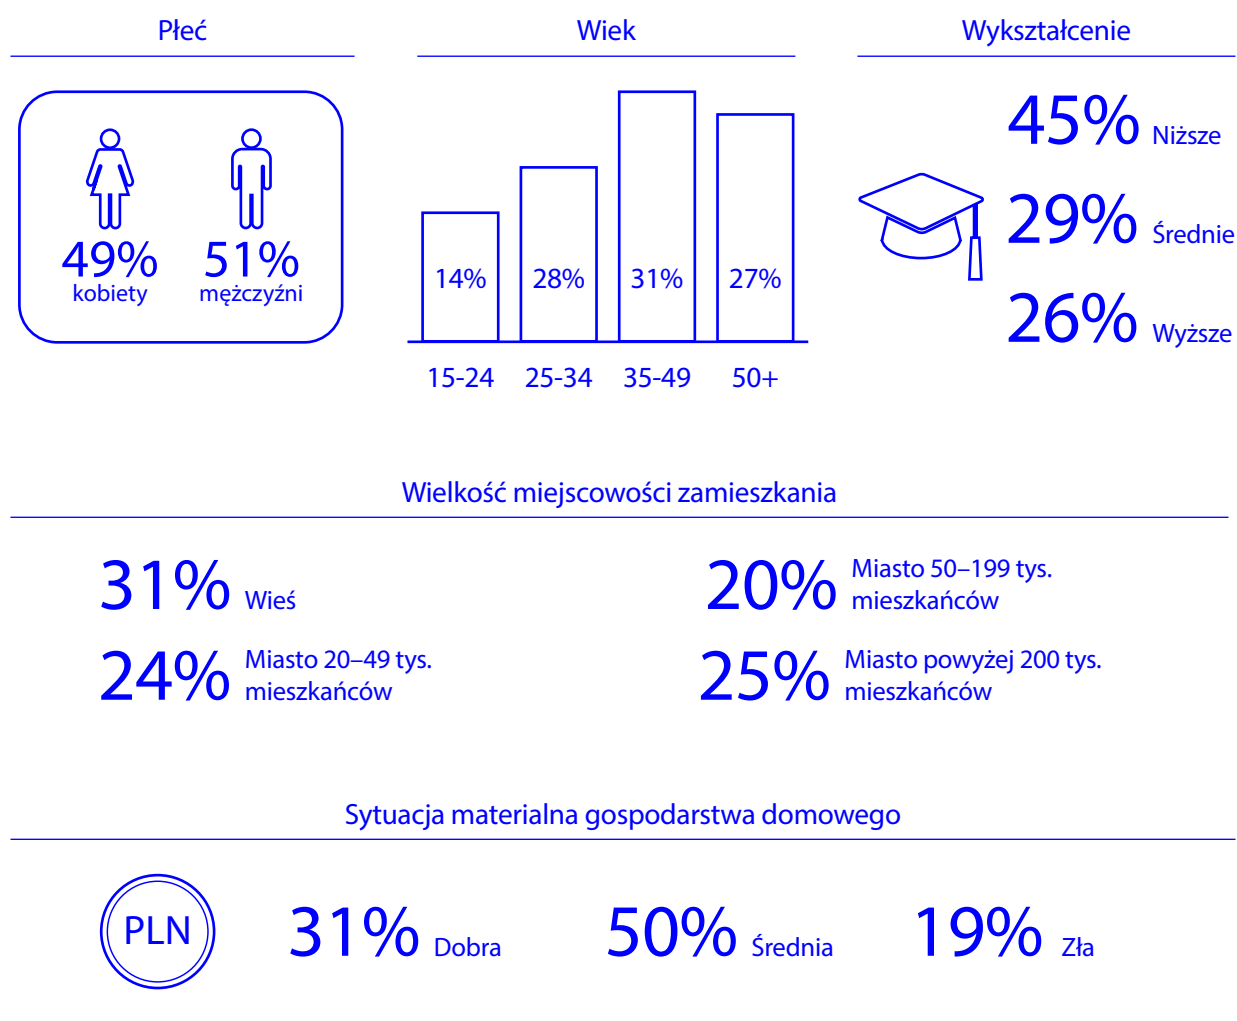 Płeć
49%
kobiety
51%
mężczyźni
Wiek
14%
28%
31%
27%
15-24
25-34
35-49
50+
Wykształcenie
45% Niższe
29% Średnie
26% Wyższe
Wielkość miejscowości zamieszkania
31% Wieś
24% Miasto 20–49 tys.
mieszkańców
20% Miasto 50–199 tys.
mieszkańców
25% Miasto powyżej 200 tys.
mieszkańców
Sytuacja materialna gospodarstwa domowego
PLN
31% Dobra
50% Średnia
19% Zła